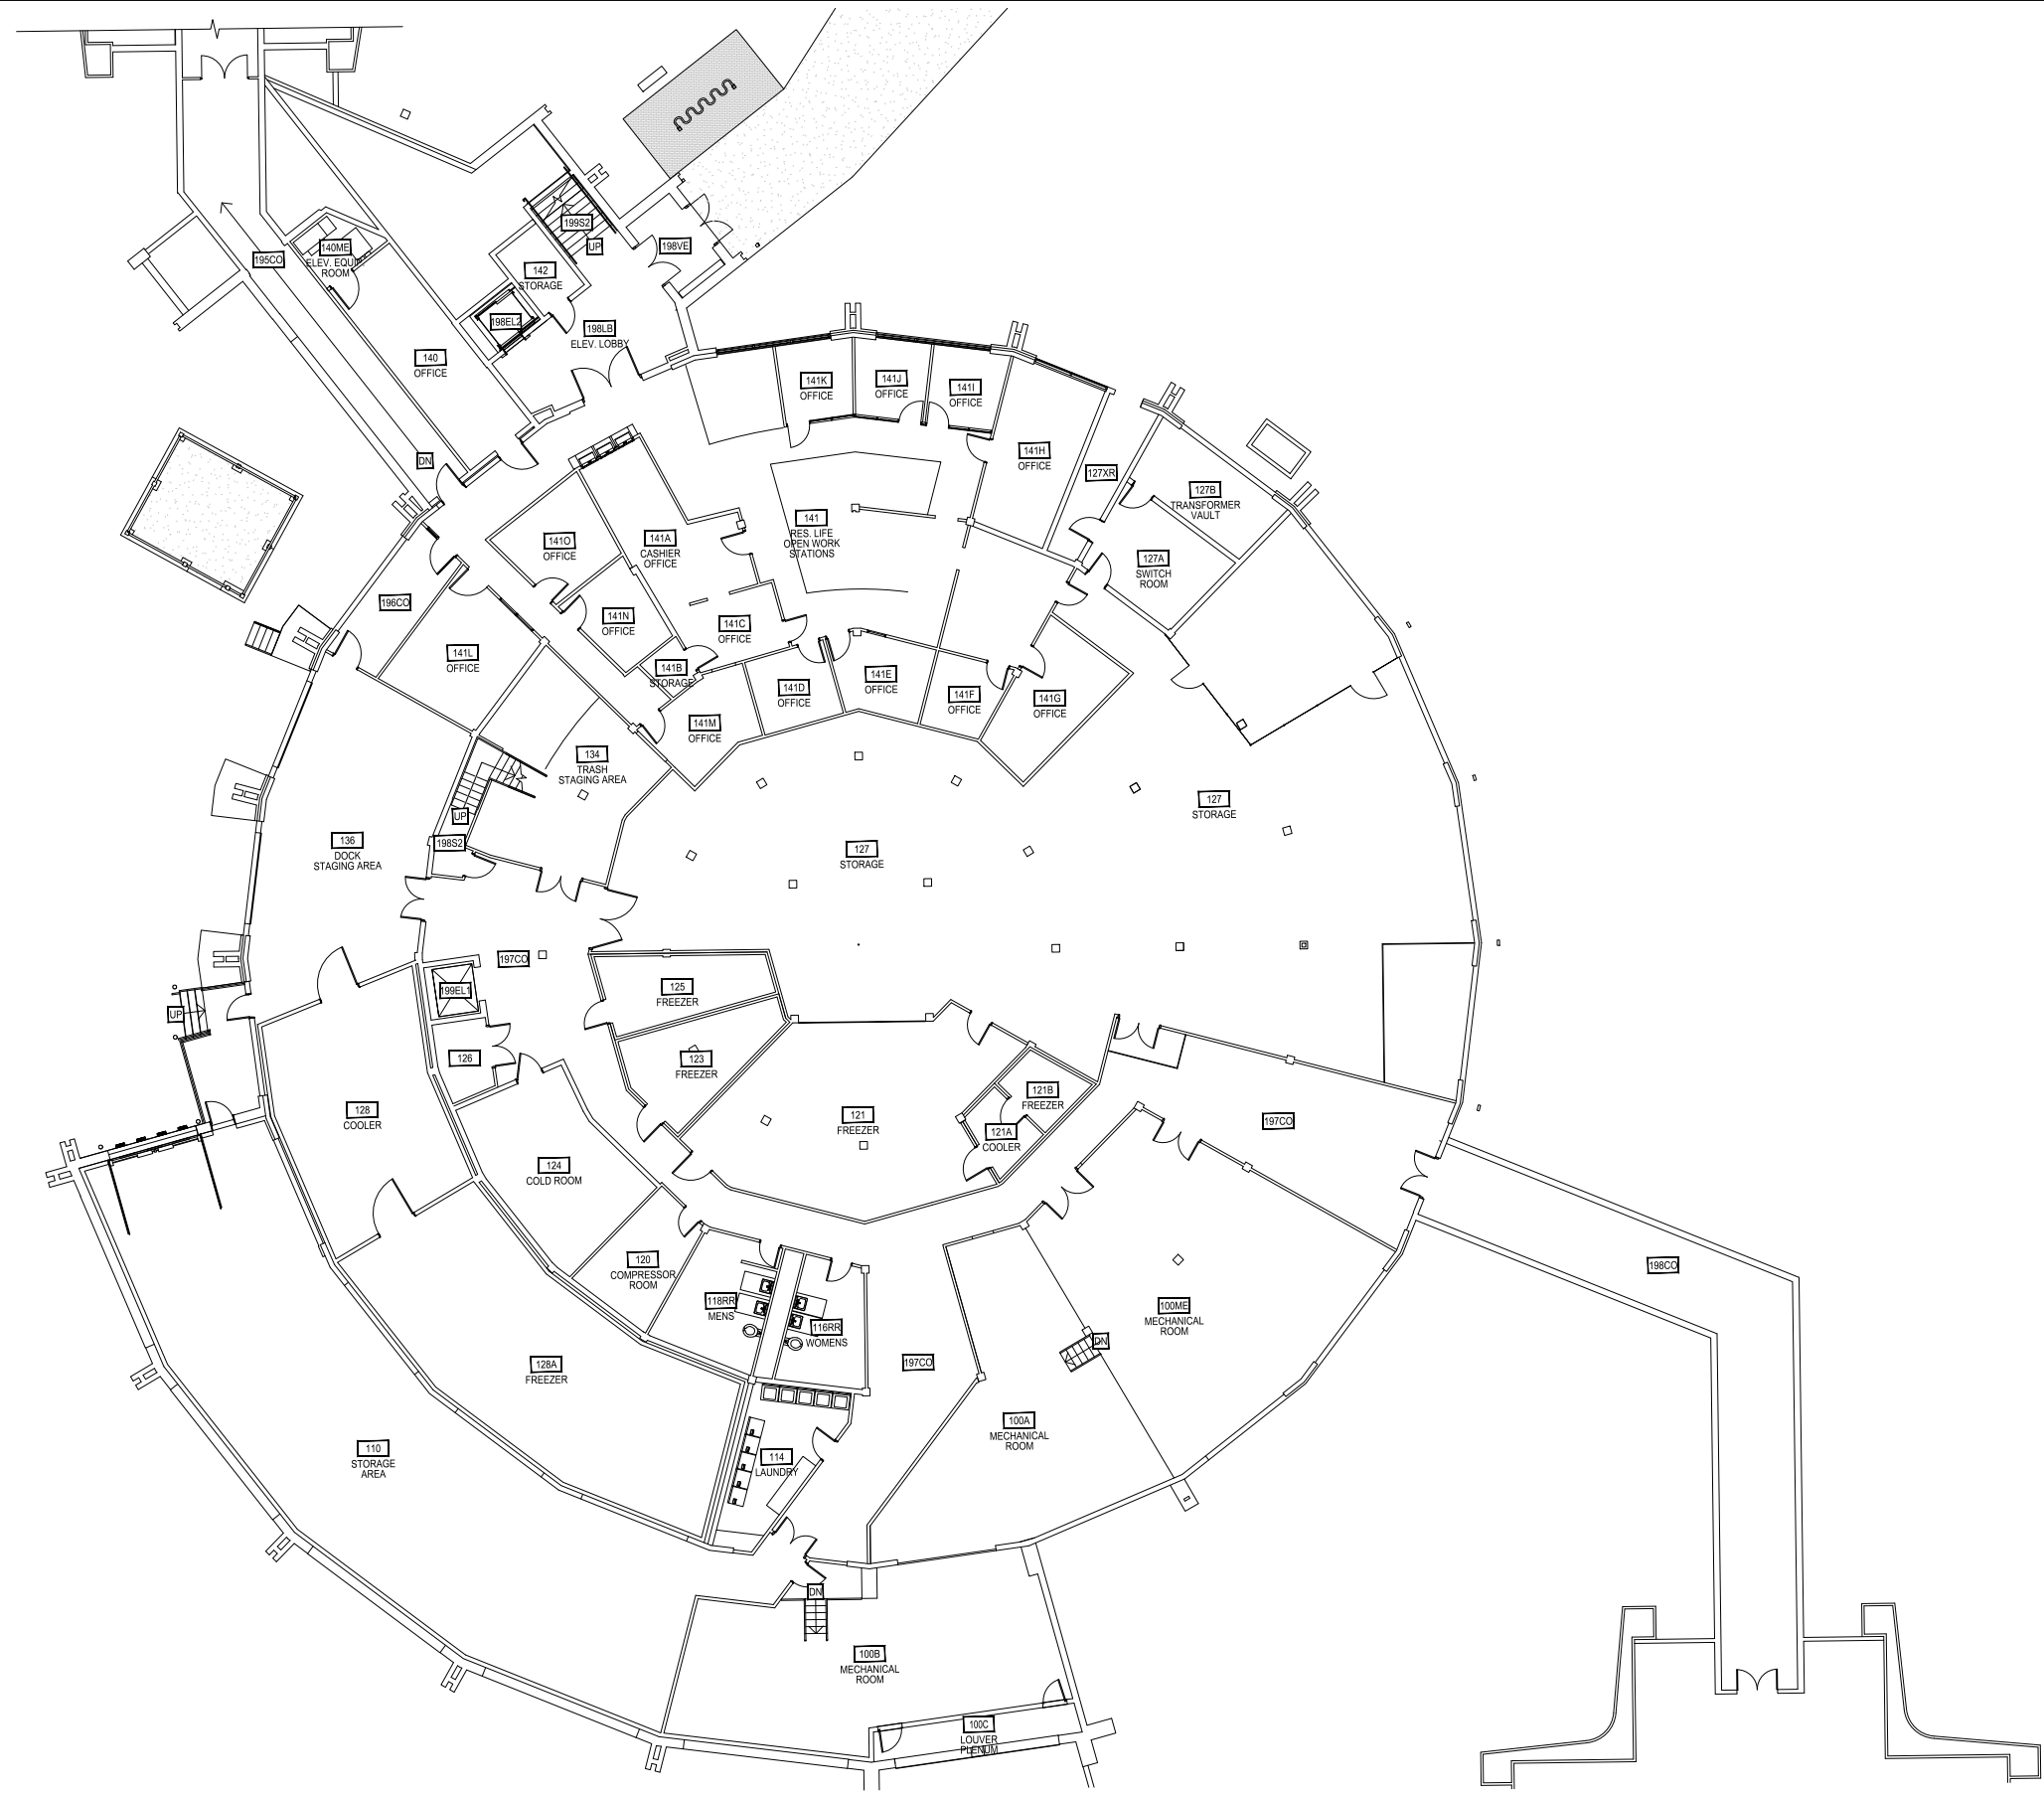 199S2
UP
198VE
140ME
ELEV. EQUIP.
ROOM
195CO
142
STORAGE
198EL2
198LB
ELEV. LOBBY
140
OFFICE
141K
OFFICE
141J
OFFICE
141I
OFFICE
141H
OFFICE
DN
127XR
127B
TRANSFORMER
VAULT
141
RES. LIFE
OPEN WORK
STATIONS
141O
OFFICE
141A
CASHIER
OFFICE
127A
SWITCH
ROOM
196CO
141N
OFFICE
141C
OFFICE
141L
OFFICE
141B
STORAGE
141D
OFFICE
141E
OFFICE
141F
OFFICE
141G
OFFICE
141M
OFFICE
134
TRASH
STAGING AREA
127
STORAGE
UP
198S2
136
DOCK
STAGING AREA
127
STORAGE
197CO
199EL1
125
FREEZER
UP
126
123
FREEZER
121B
FREEZER
128
COOLER
121
FREEZER
121A
COOLER
197CO
124
COLD ROOM
120
COMPRESSOR
ROOM
198CO
118RR
MENS
116RR
WOMENS
100ME
MECHANICAL
ROOM
DN
128A
FREEZER
197CO
100A
MECHANICAL
ROOM
110
STORAGE
AREA
114
LAUNDRY
DN
100B
MECHANICAL
ROOM
100C
LOUVER
PLENUM